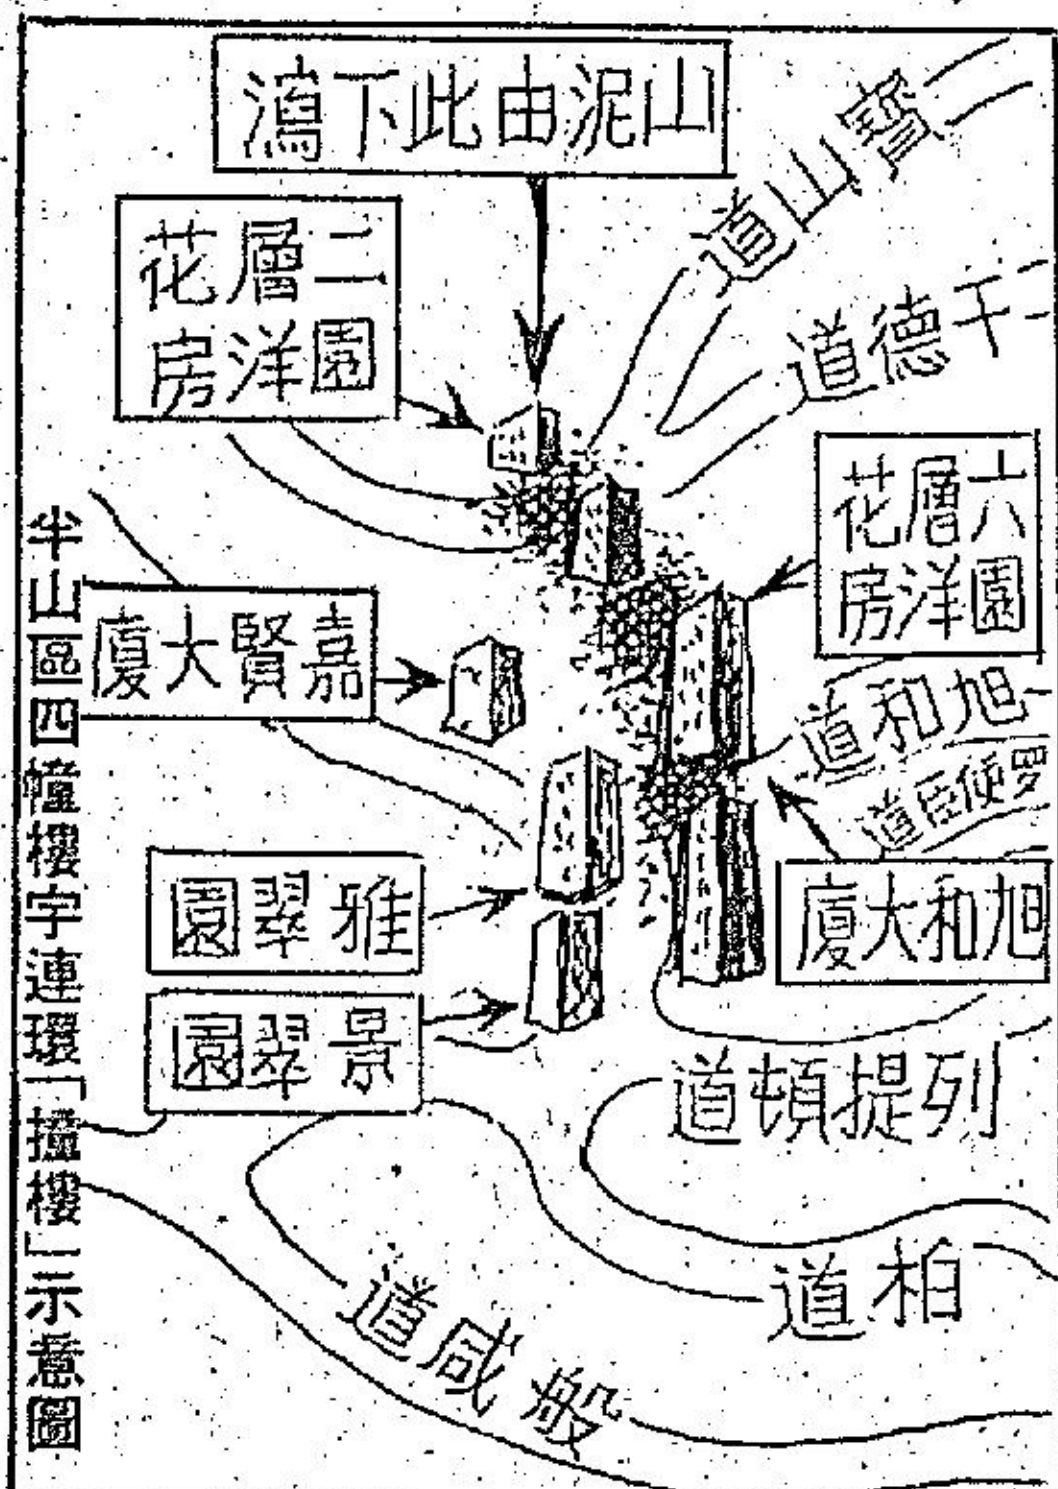 山泥由此下瀉
寶山道
二層花
園洋房
干德道
六層花
園洋房
嘉賢大廈
旭和道
罗便臣道
雅翠園
旭和大廈
景翠園
列提頓道
柏道
般咸道
半山區四幢樓宇連環「撞樓」示意圖